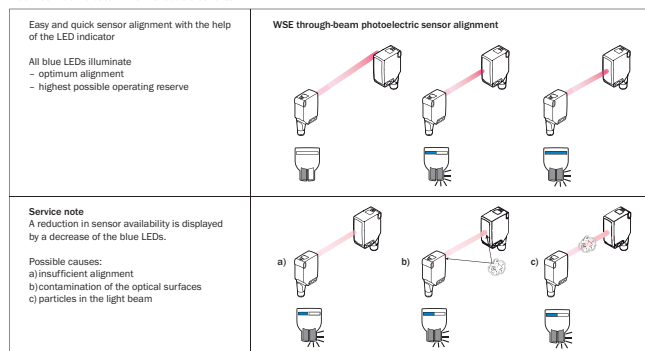 Easy and quick sensor alignment with the help
of the LED indicator
All blue LEDs illuminate
– optimum alignment
– highest possible operating reserve
WSE through-beam photoelectric sensor alignment
Service note
A reduction in sensor availability is displayed
by a decrease of the blue LEDs.
Possible causes:
a) insufficient alignment
b) contamination of the optical surfaces
c) particles in the light beam
a)
b)
c)